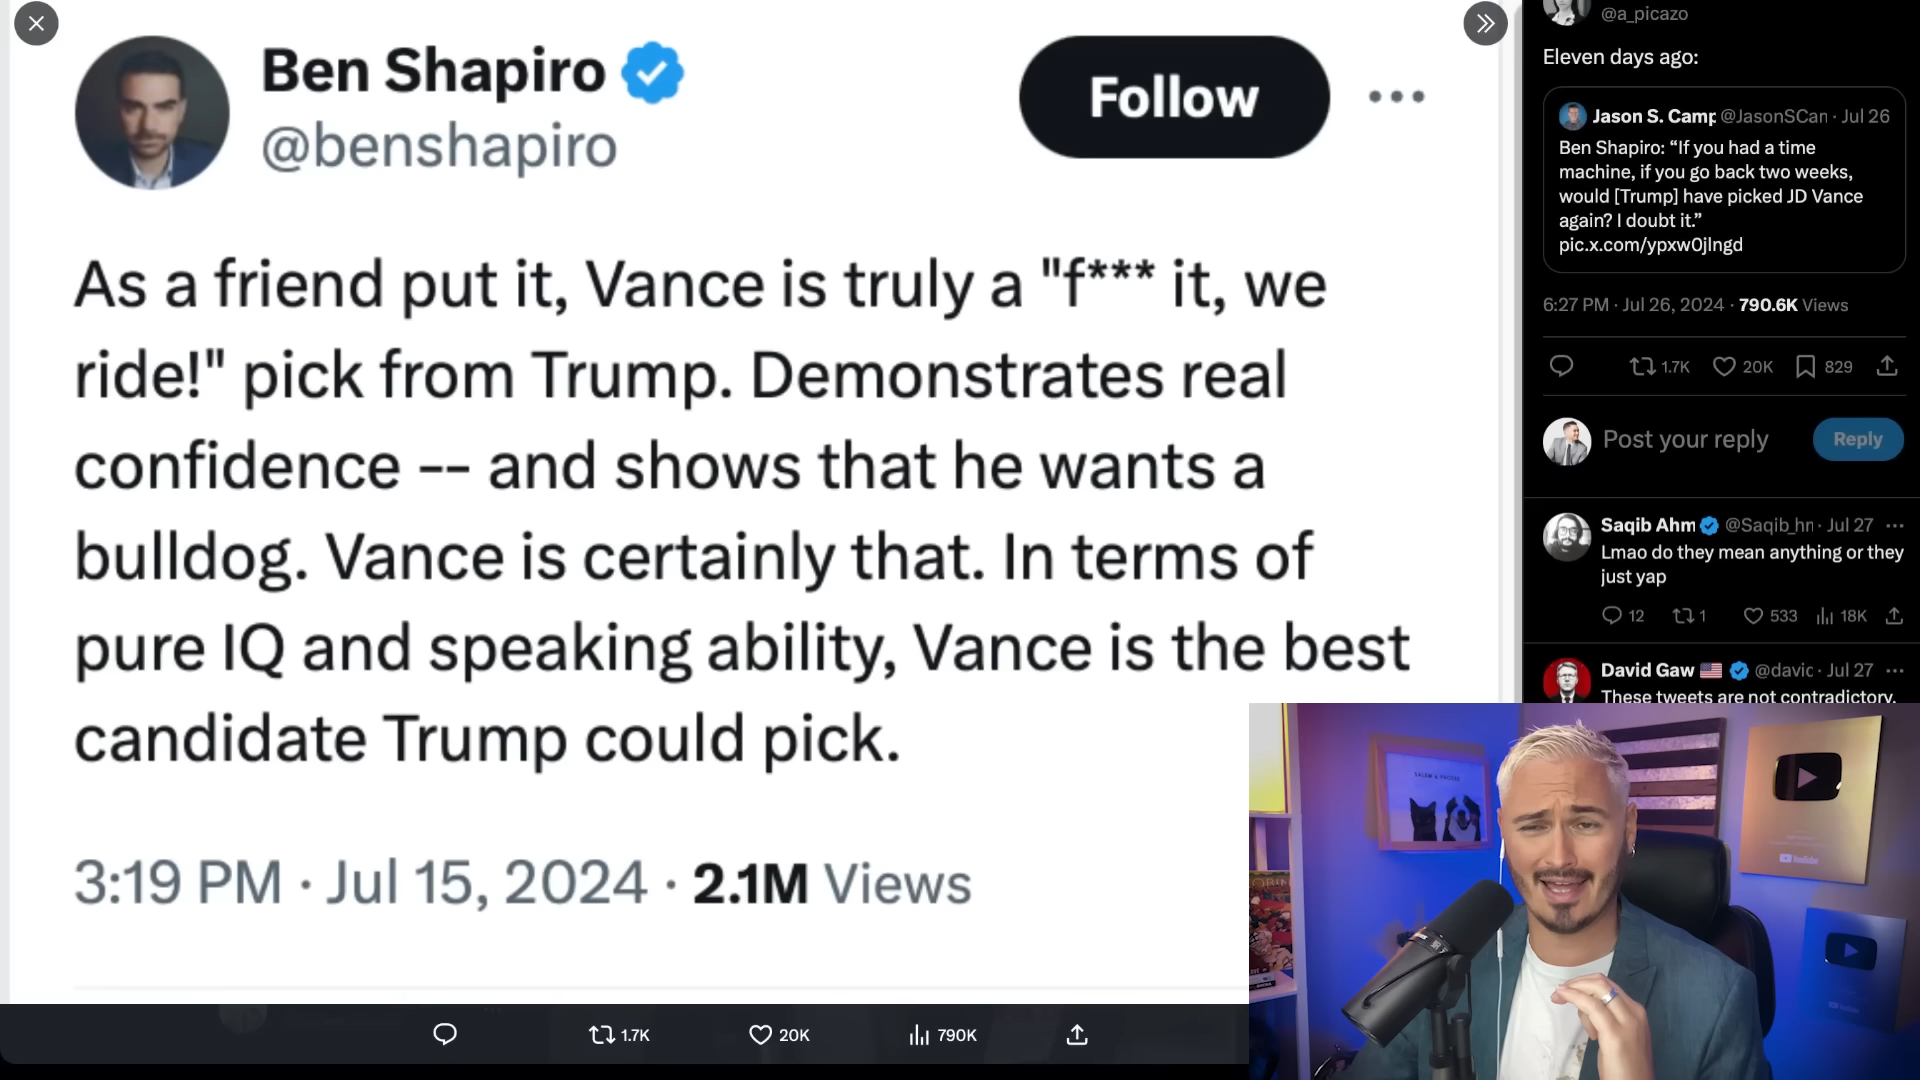 Ben Shapiro
@benshapiro
Follow
As a friend put it, Vance is truly a "f*** it, we
ride!" pick from Trump. Demonstrates real
confidence -- and shows that he wants a
bulldog. Vance is certainly that. In terms of
pure IQ and speaking ability, Vance is the best
candidate Trump could pick.
3:19 PM · Jul 15, 2024 · 2.1M Views
1.7K
20K
790K
@a_picazo
Eleven days ago:
Jason S. Camp @JasonSCan · Jul 26
Ben Shapiro: “If you had a time
machine, if you go back two weeks,
would [Trump] have picked JD Vance
again? I doubt it.”
pic.x.com/ypxw0jlngd
6:27 PM · Jul 26, 2024 · 790.6K Views
1.7K
20K
829
Post your reply
Reply
Saqib Ahm @Saqib_hr · Jul 27
Lmao do they mean anything or they
just yap
12
1
533
18K
David Gaw @davic · Jul 27
These tweets are not contradictory.
YouTube